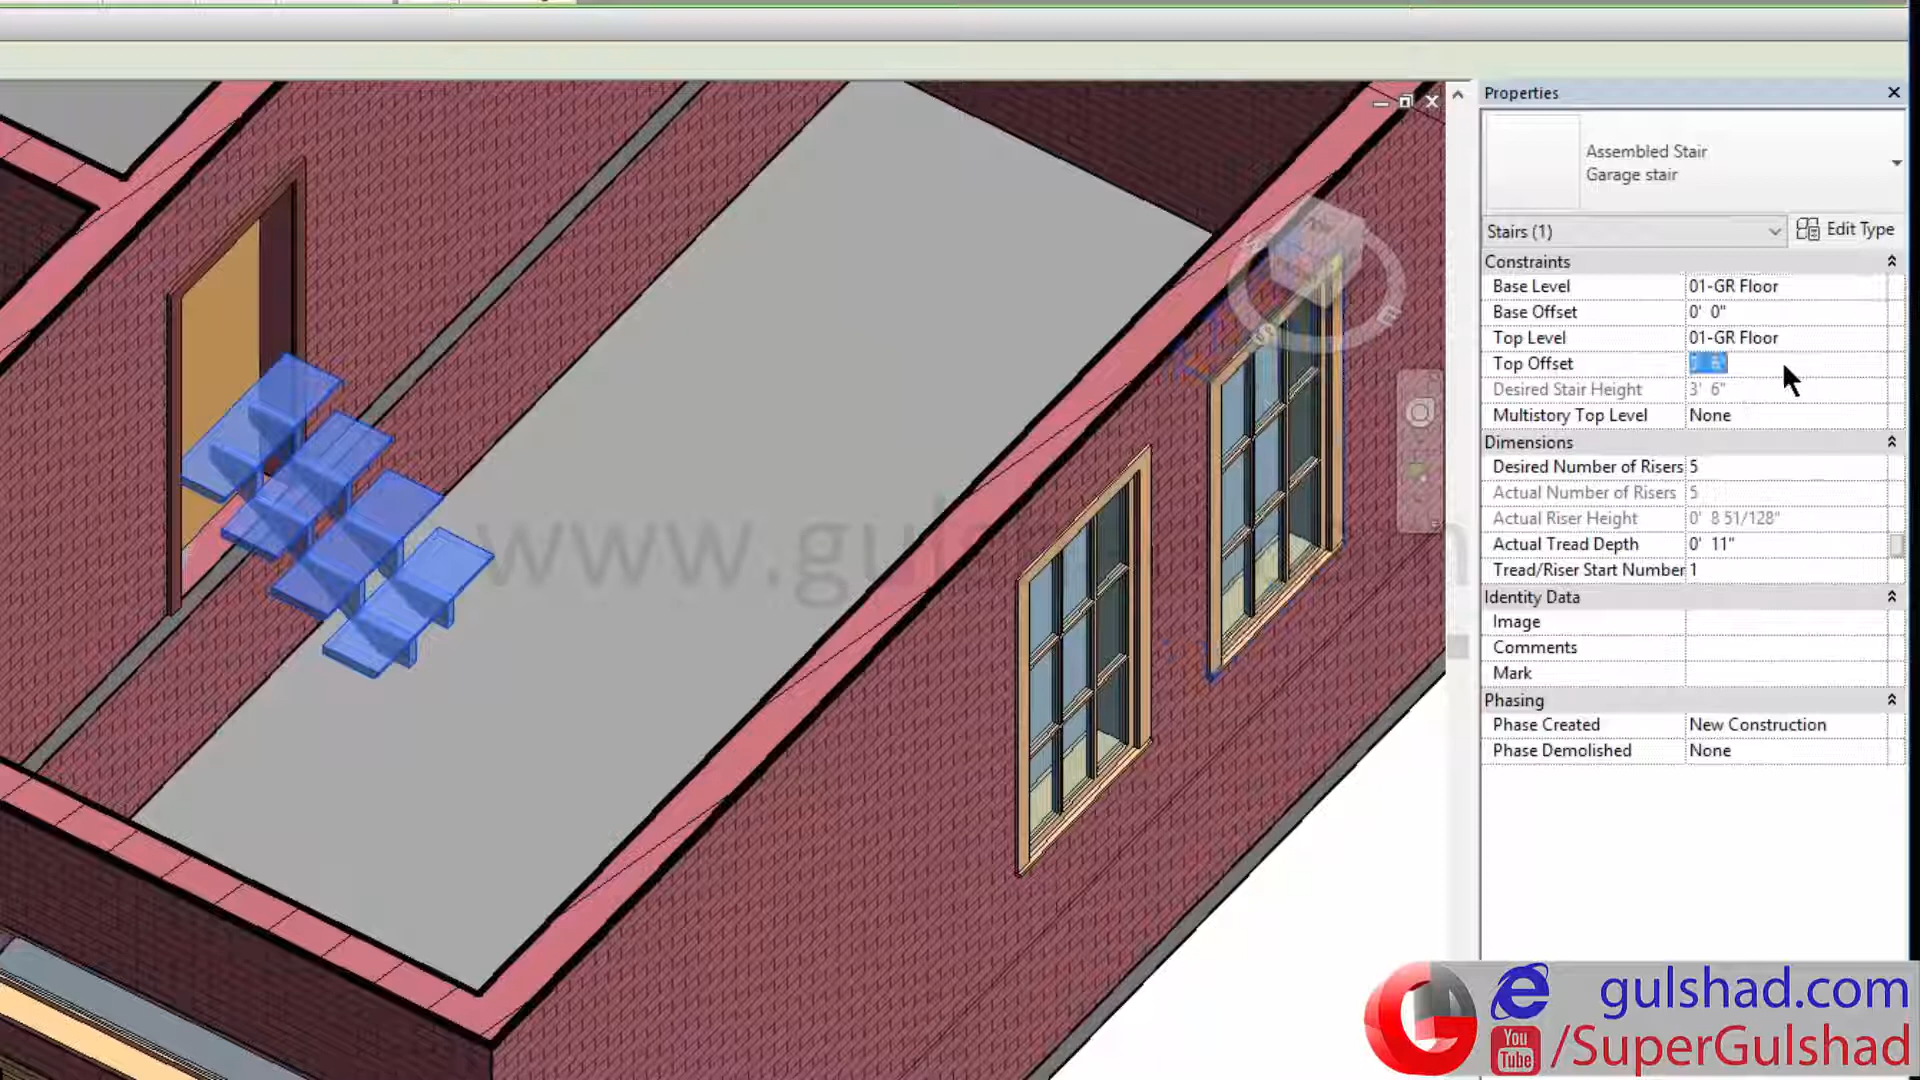 Properties
Assembled Stair
Garage stair
Stairs (1)
Edit Type
Constraints
Base Level 01-GR Floor
Base Offset 0' 0"
Top Level 01-GR Floor
Top Offset
Desired Stair Height 3' 6"
Multistory Top Level None
Dimensions
Desired Number of Risers 5
Actual Number of Risers 5
Actual Riser Height 0' 8 51/128"
Actual Tread Depth 0' 11"
Tread/Riser Start Number 1
Identity Data
Image
Comments
Mark
Phasing
Phase Created New Construction
Phase Demolished None
S
E
gulshad.com
You Tube /SuperGulshad